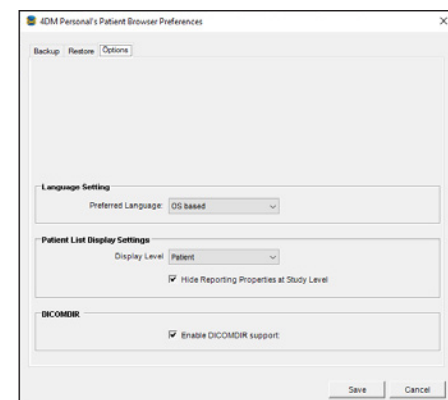 4DM Personal's Patient Browser Preferences
Backup Restore Options
Language Setting
Preferred Language: OS based
Patient List Display Settings
Display Level Patient
Hide Reporting Properties at Study Level
DICOMDIR
Enable DICOMDIR support
Save Cancel